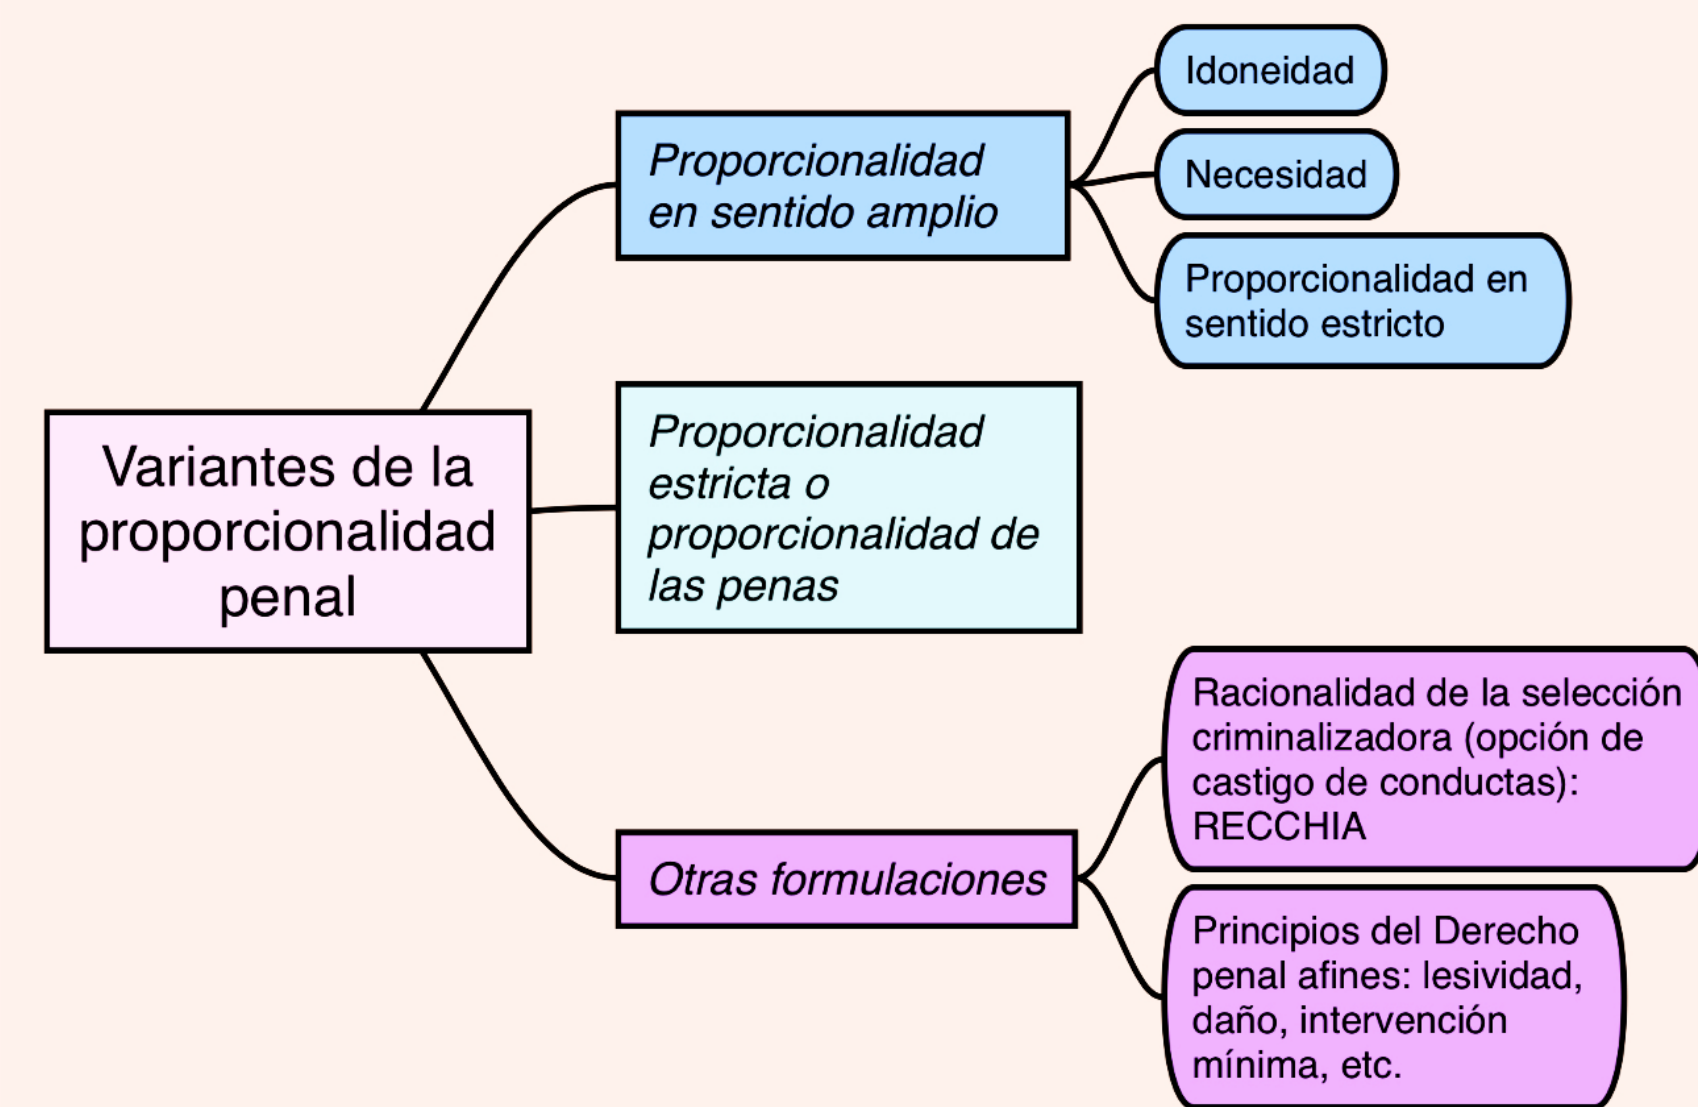 Variantes de la
proporcionalidad
penal
Proporcionalidad
en sentido amplio
Idoneidad
Necesidad
Proporcionalidad en
sentido estricto
Proporcionalidad
estricta o
proporcionalidad de
las penas
Otras formulaciones
Racionalidad de la selección
criminalizadora (opción de
castigo de conductas):
RECCHIA
Principios del Derecho
penal afines: lesividad,
daño, intervención
mínima, etc.